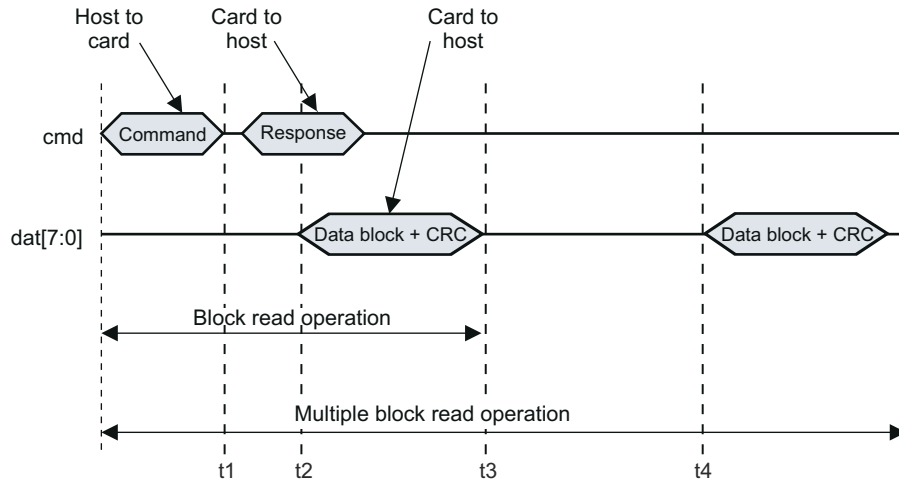 Host to
card
Card to
host
Card to
host
cmd
Command
Response
dat[7:0]
Data block + CRC
Data block + CRC
Block read operation
Multiple block read operation
t1
t2
t3
t4